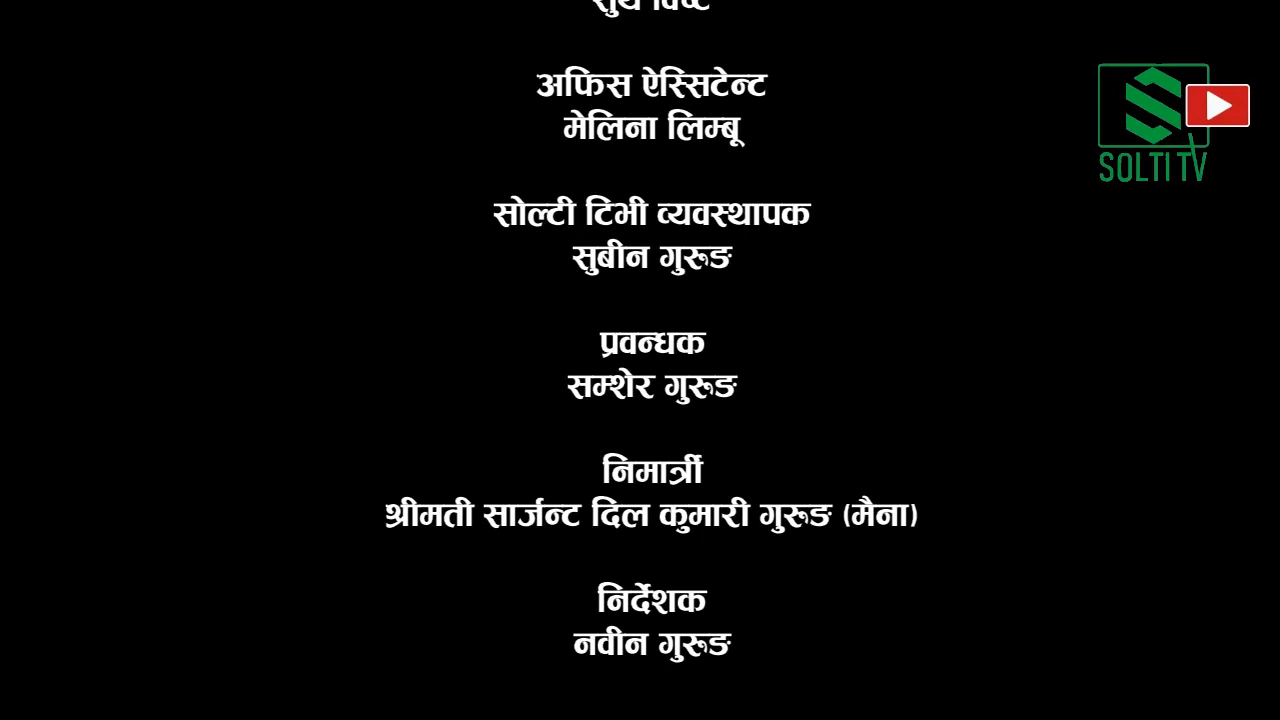 अफिस ऐस्सिटेन्ट
मेलिना लिम्बू
सोल्टी टिभी व्यवस्थापक
सुबीन गुरूङ
प्रवन्धक
सम्शेर गुरूङ
निमार्त्री
श्रीमती सार्जन्ट दिल कुमारी गुरूङ (मैना)
निर्देशक
नवीन गुरूङ
SOLTI TV